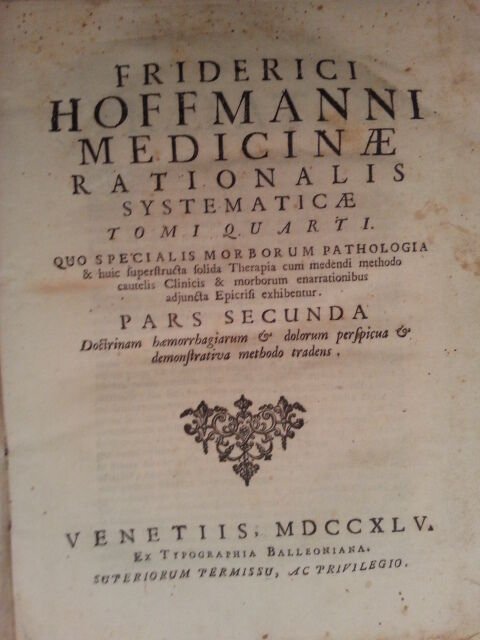 FRIDERICI
HOFFMANNI
MEDICINÆ
RATIONALIS
SYSTEMATICÆ
TOMI QUARTI.
QUO SPECIALIS MORBORUM PATHOLOGIA
& huic ſuperſtructa ſolida Therapia cum medendi methodo
cautelis Clinicis & morborum enarrationibus
adjuncta Epicriſi exhibentur.
PARS SECUNDA
Doctrinam hæmorrhagiarum & dolorum perſpicua &
demonſtrativa methodo tradens.
VENETIIS, MDCCXLV.
EX TYPOGRAPHIA BALLEONIANA.
SUPERIORUM PERMISSU, AC PRIVILEGIO.